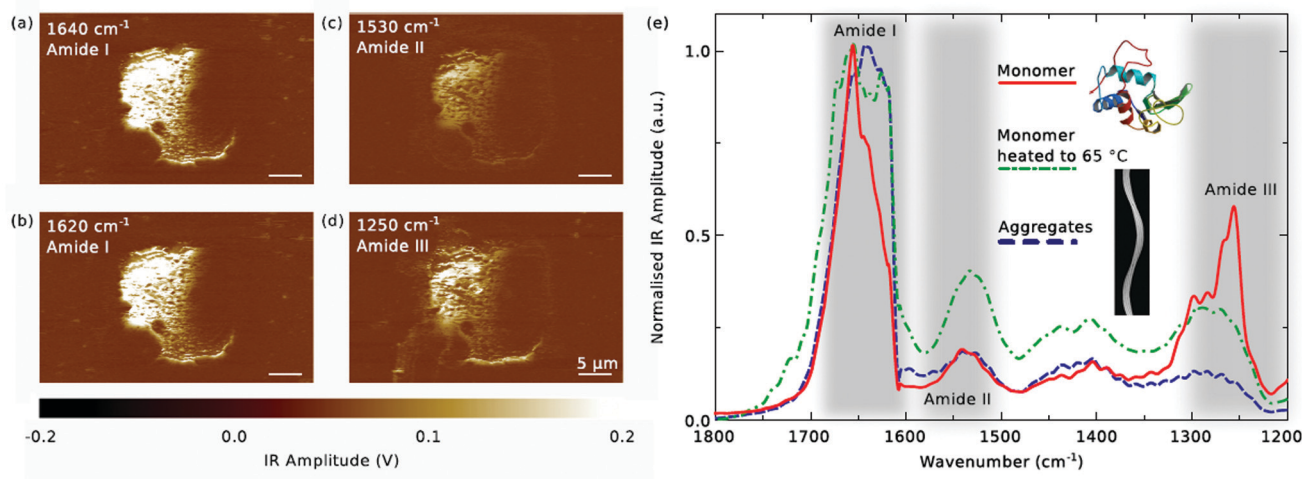 (a)
1640 cm⁻¹
Amide I
(c)
1530 cm⁻¹
Amide II
(b)
1620 cm⁻¹
Amide I
(d)
1250 cm⁻¹
Amide III
5 μm
-0.2
0.0
0.1
0.2
IR Amplitude (V)
(e)
Normalised IR Amplitude (a.u.)
1.0
0.5
0.0
Amide I
Monomer
Monomer
heated to 65 °C
Aggregates
Amide III
Amide II
1800
1700
1600
1500
1400
1300
1200
Wavenumber (cm⁻¹)